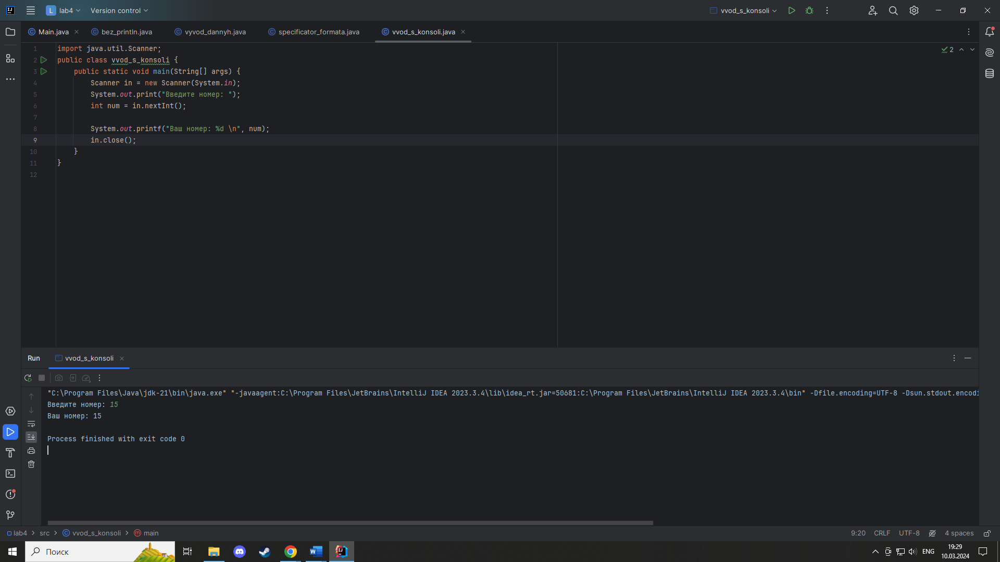 L lab4 Version control vvod_s_konsoli
Main.java bez_println.java vyvod_dannyh.java specificator_formata.java vvod_s_konsoli.java
2
1 import java.util.Scanner;
2 public class vvod_s_konsoli {
3 public static void main(String[] args) {
4 Scanner in = new Scanner(System.in);
5 System.out.print("Введите номер: ");
6 int num = in.nextInt();
7
8 System.out.printf("Ваш номер: %d \n", num);
9 in.close();
10 }
11 }
12
Run vvod_s_konsoli
"C:\Program Files\Java\jdk-21\bin\java.exe" "-javaagent:C:\Program Files\JetBrains\IntelliJ IDEA 2023.3.4\lib\idea_rt.jar=50681:C:\Program Files\JetBrains\IntelliJ IDEA 2023.3.4\bin" -Dfile.encoding=UTF-8 -Dsun.stdout.encodi
Введите номер: 15
Ваш номер: 15
Process finished with exit code 0
lab4 src vvod_s_konsoli main 9:20 CRLF UTF-8 4 spaces
Поиск ENG 19:29
10.03.2024